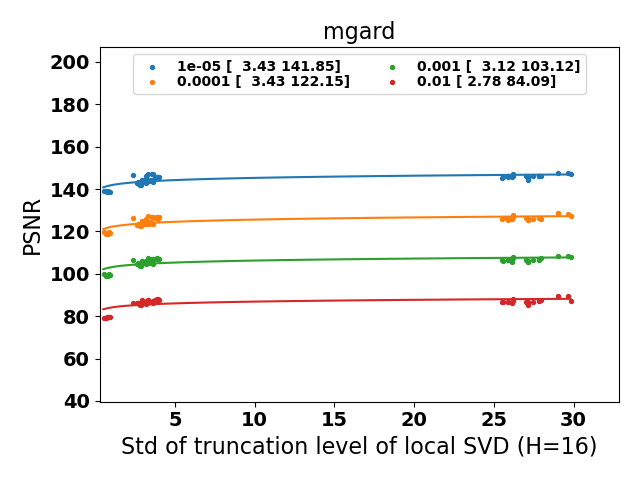 mgard
1e-05 [  3.43 141.85]
0.0001 [  3.43 122.15]
0.001 [  3.12 103.12]
0.01 [ 2.78 84.09]
PSNR
200
180
160
140
120
100
80
60
40
5 10 15 20 25 30
Std of truncation level of local SVD (H=16)